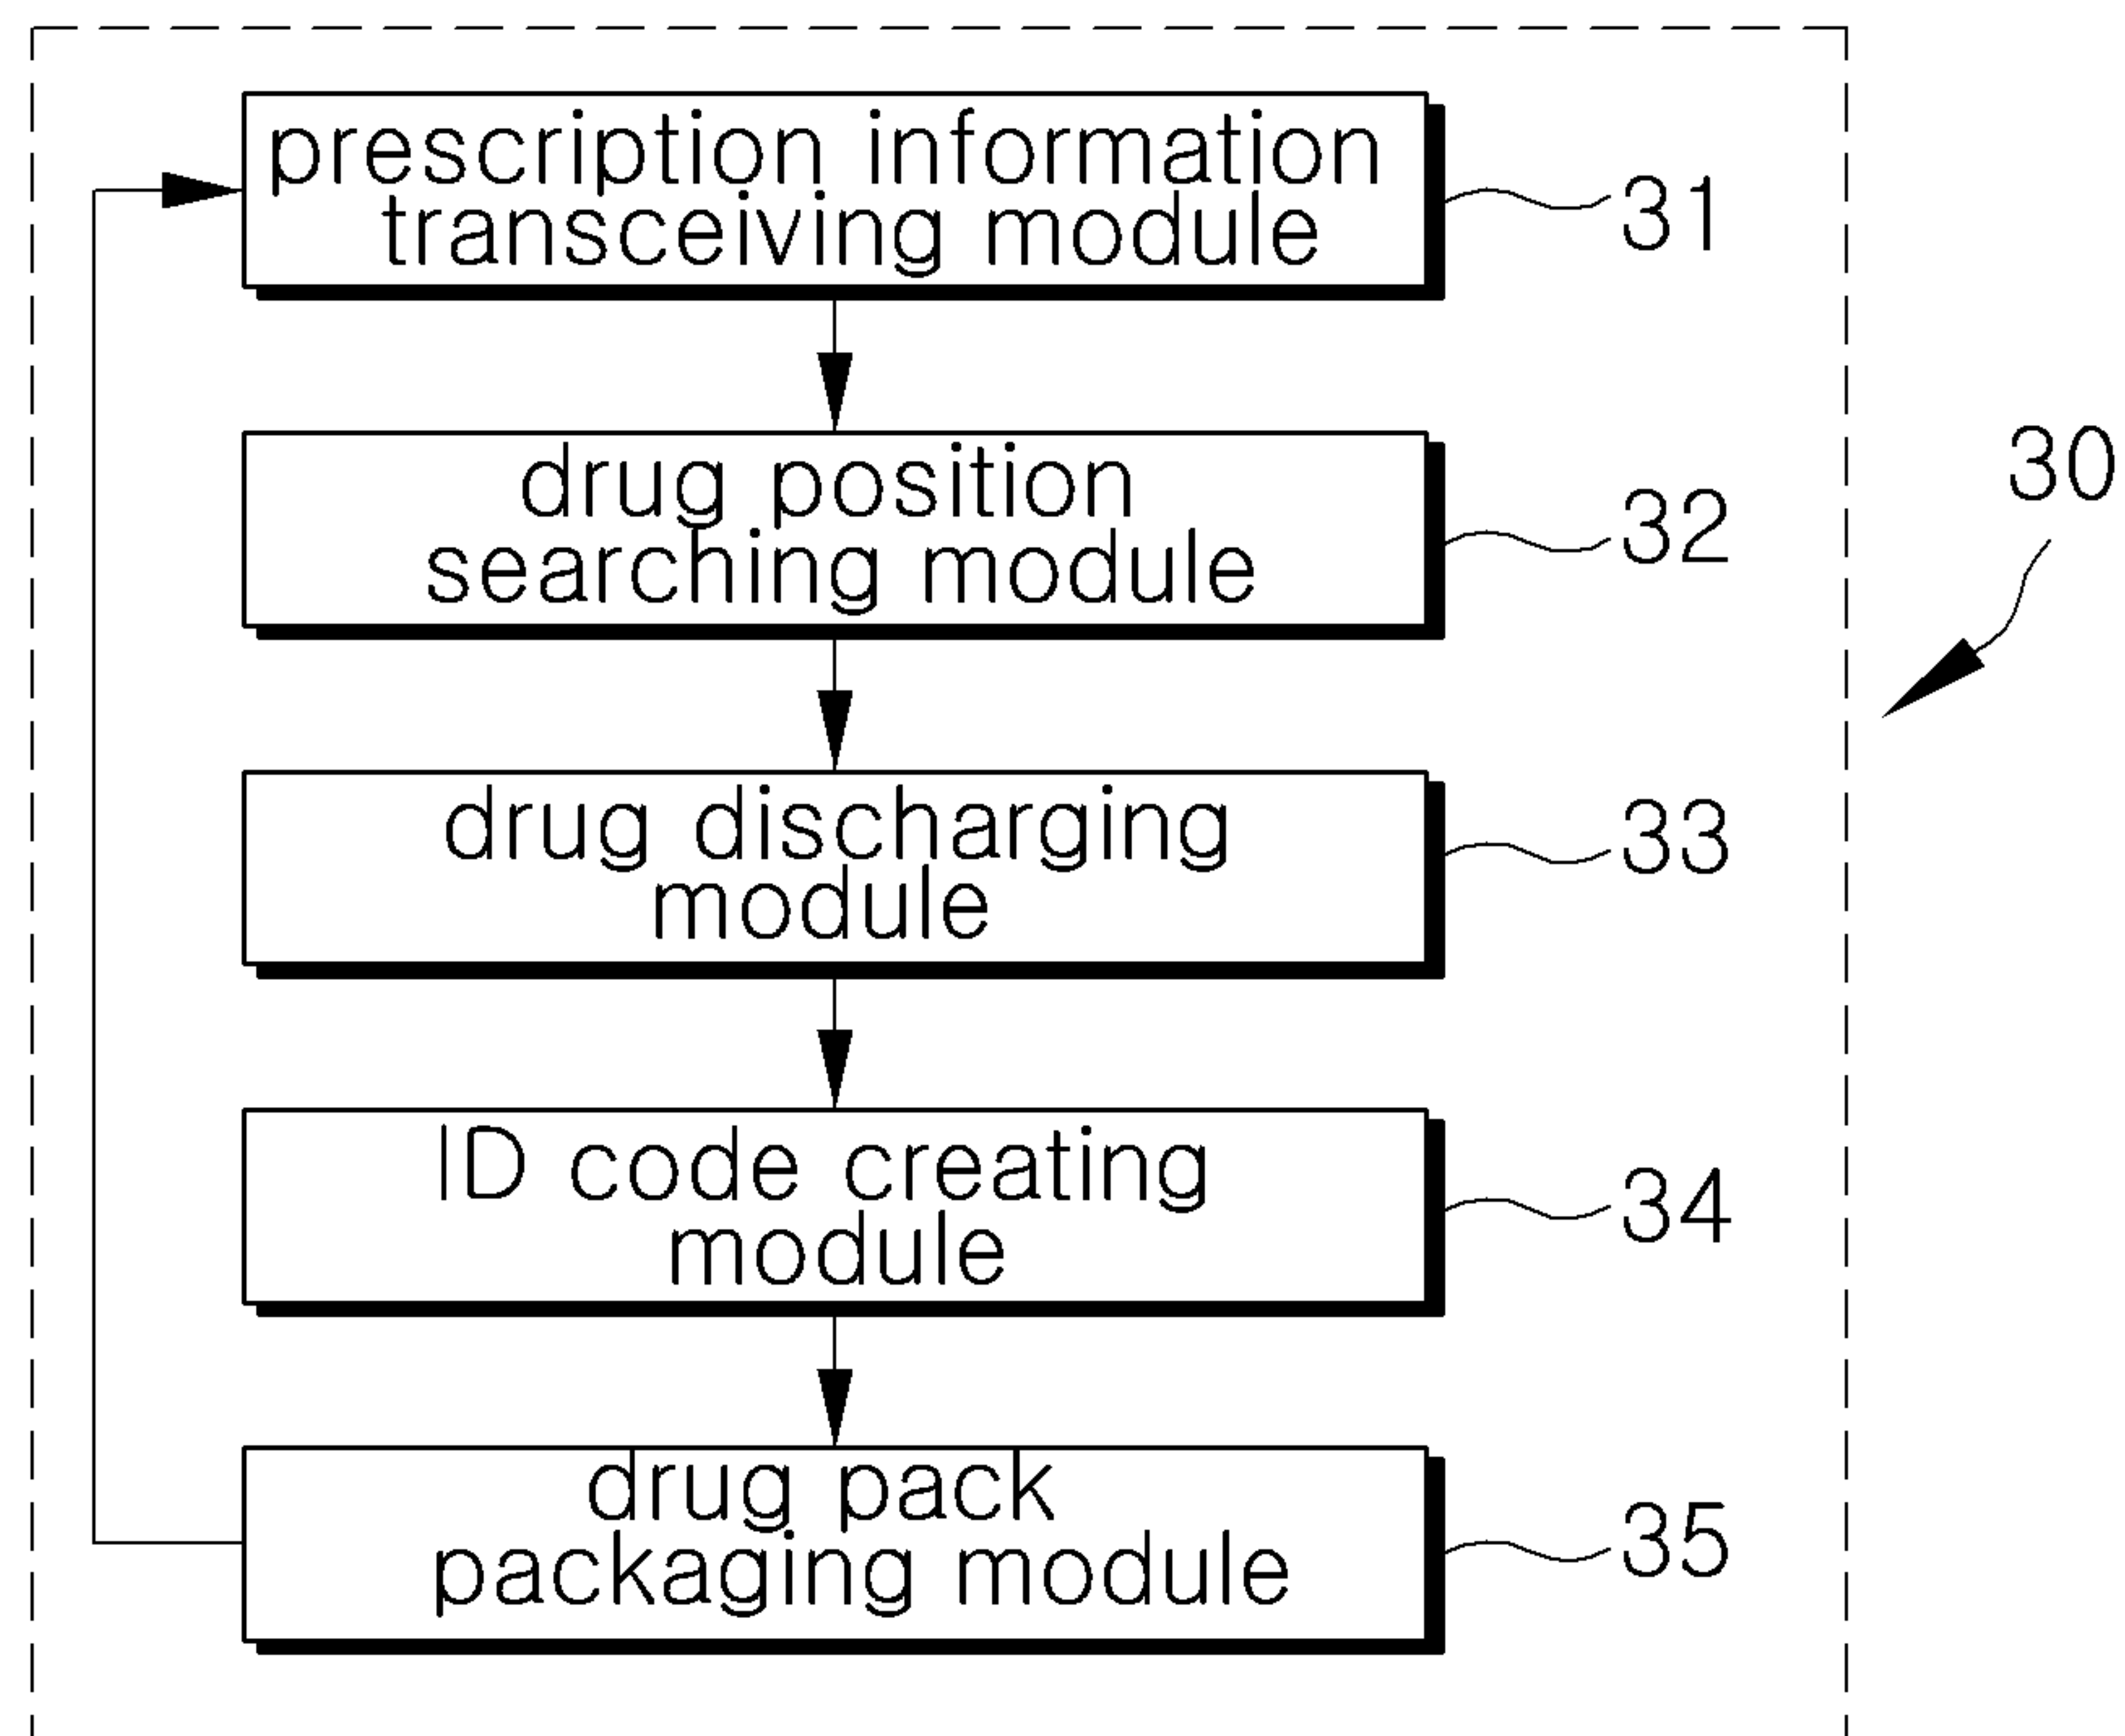 prescription information
transceiving module
31
drug position
searching module
32
30
drug discharging
module
33
ID code creating
module
34
drug pack
packaging module
35